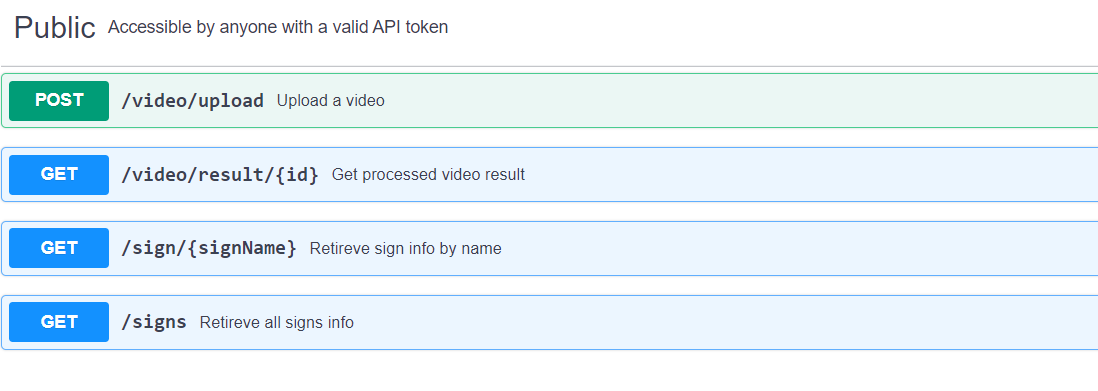 Public Accessible by anyone with a valid API token
POST /video/upload Upload a video
GET /video/result/{id} Get processed video result
GET /sign/{signName} Retireve sign info by name
GET /signs Retireve all signs info